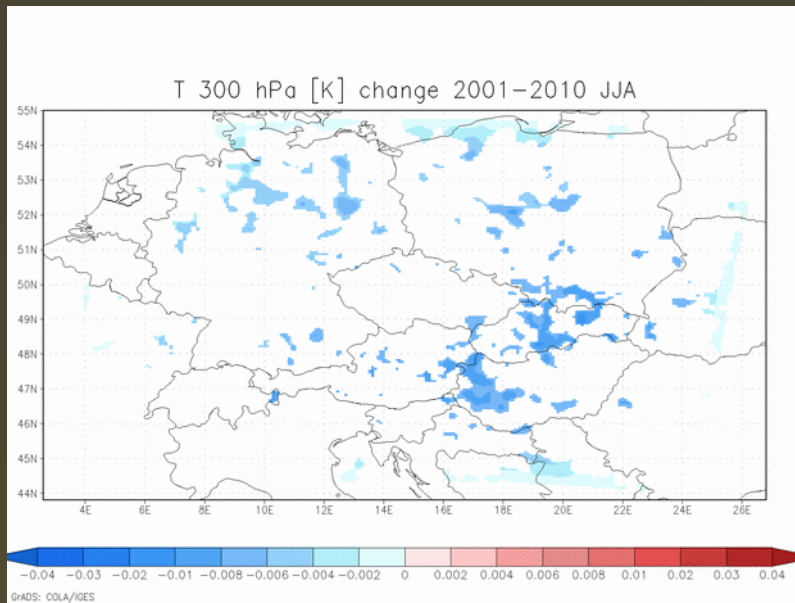 T 300 hPa [K] change 2001-2010 JJA
55N
54N
53N
52N
51N
50N
49N
48N
47N
46N
45N
44N
4E 6E 8E 10E 12E 14E 16E 18E 20E 22E 24E 26E
-0.04 -0.03 -0.02 -0.01 -0.008 -0.006 -0.004 -0.002 0 0.002 0.004 0.006 0.008 0.01 0.02 0.03 0.04
GrADS: COLA/IGES